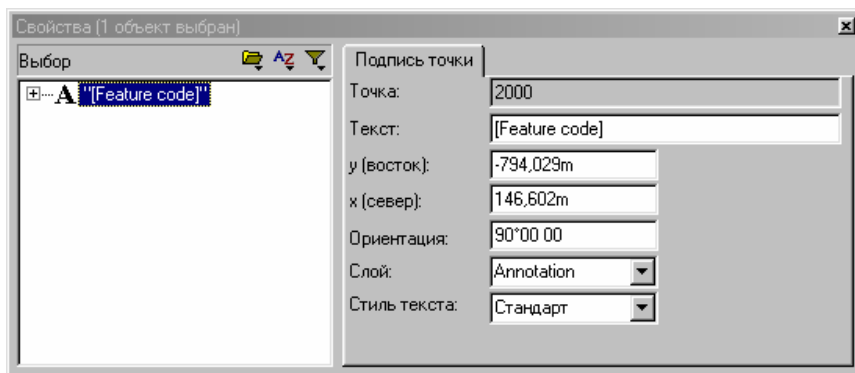 Свойства (1 объект выбран)
Выбор
"[Feature code]"
Подпись точки
Точка: 2000
Текст: [Feature code]
y (восток): -794,029m
x (север): 146,602m
Ориентация: 90°00 00
Слой: Annotation
Стиль текста: Стандарт